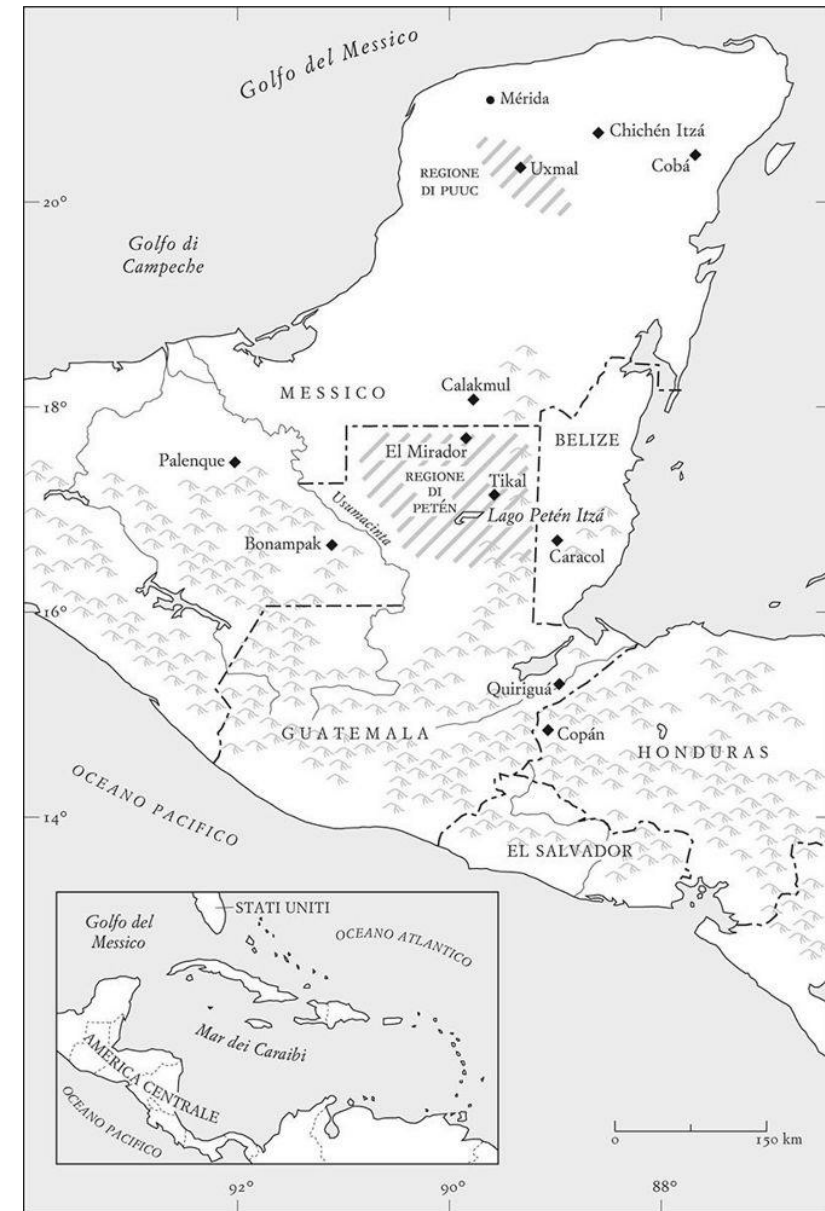 Golfo del Messico
Mérida
Chichén Itzá
Cobá
Uxmal
REGIONE
DI PUUC
20°
Golfo di
Campeche
Calakmul
MESSICO
18°
BELIZE
El Mirador
Palenque
REGIONE
DI
PETÉN
Tikal
Lago Petén Itzá
Usumacinta
Bonampak
Caracol
16°
Quiriguá
GUATEMALA
Copán
HONDURAS
OCEANO PACIFICO
14°
EL SALVADOR
STATI UNITI
Golfo del
Messico
OCEANO ATLANTICO
Mar dei Caraibi
AMERICA CENTRALE
OCEANO PACIFICO
0
150 km
92°
90°
88°